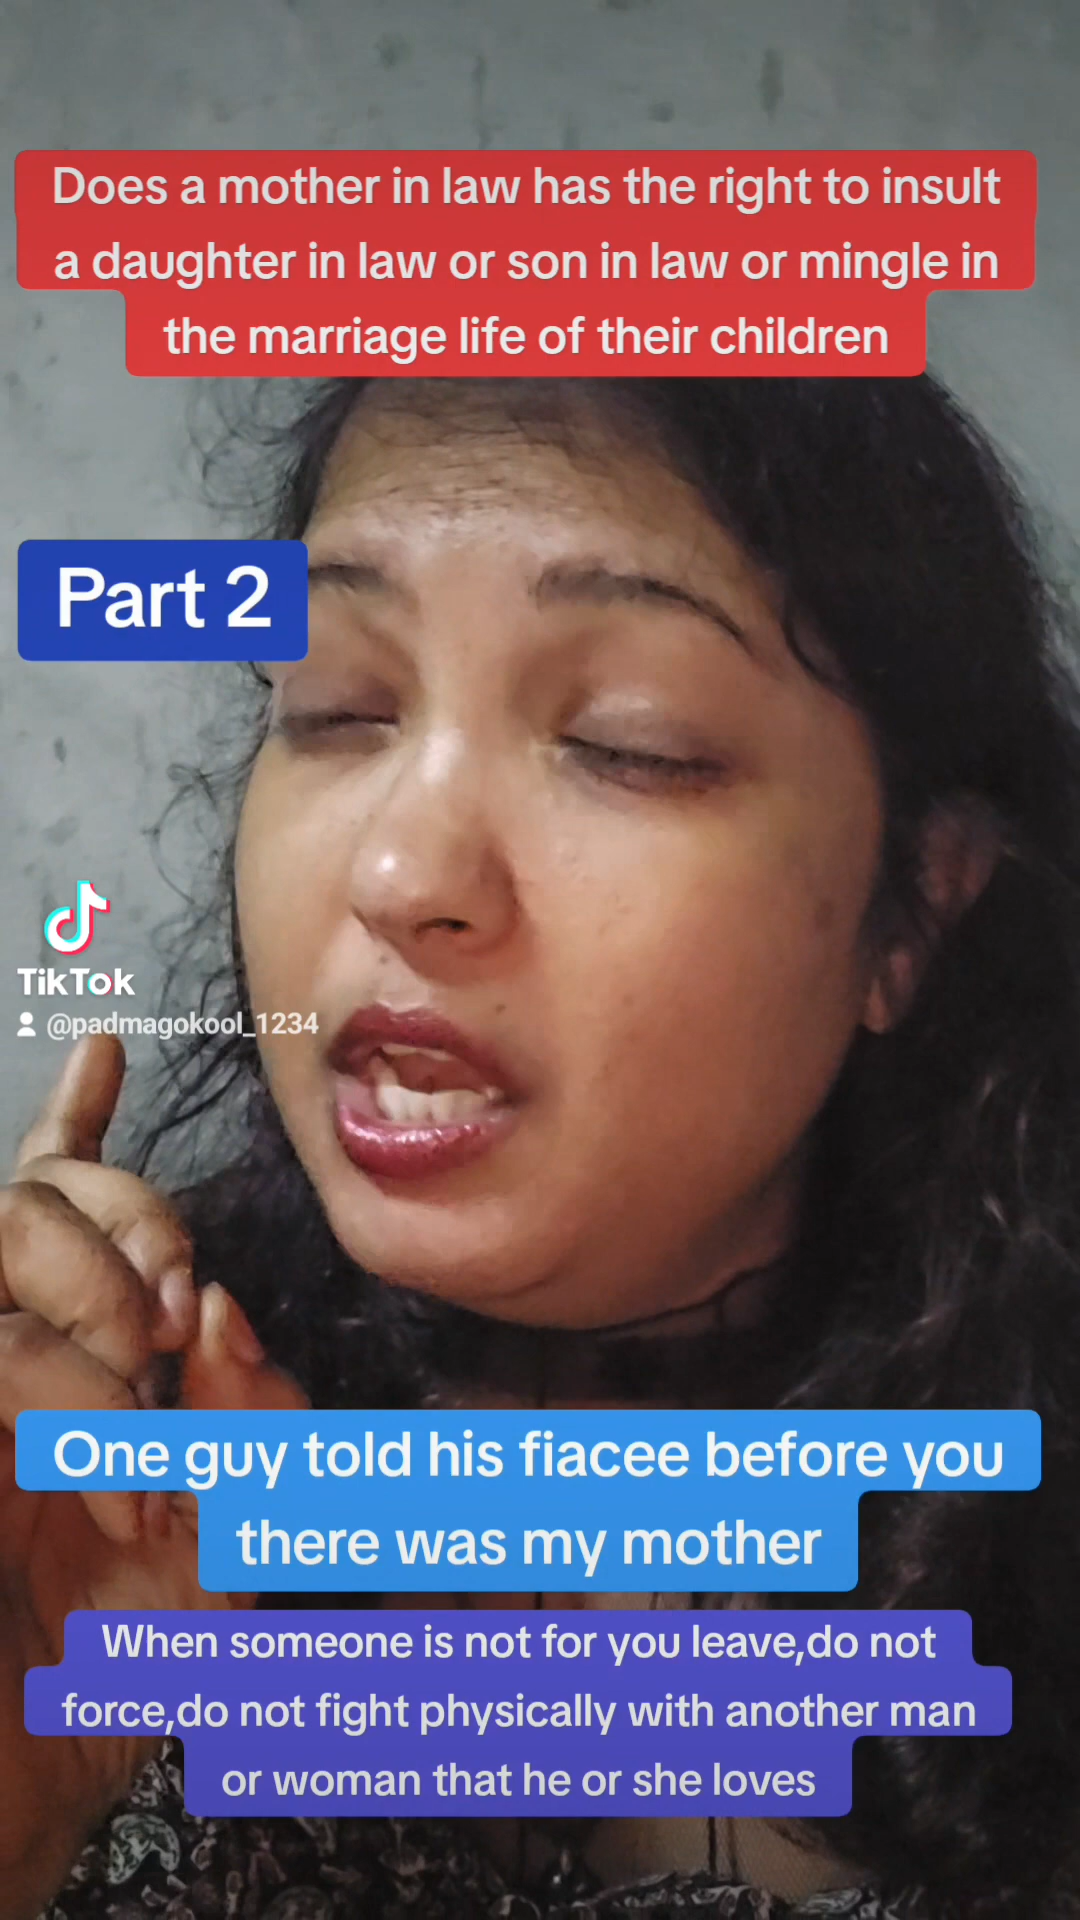 Does a mother in law has the right to insult
a daughter in law or son in law or mingle in
the marriage life of their children
Part 2
TikTok
@padmagokool_1234
One guy told his fiacee before you
there was my mother
When someone is not for you leave,do not
force,do not fight physically with another man
or woman that he or she loves